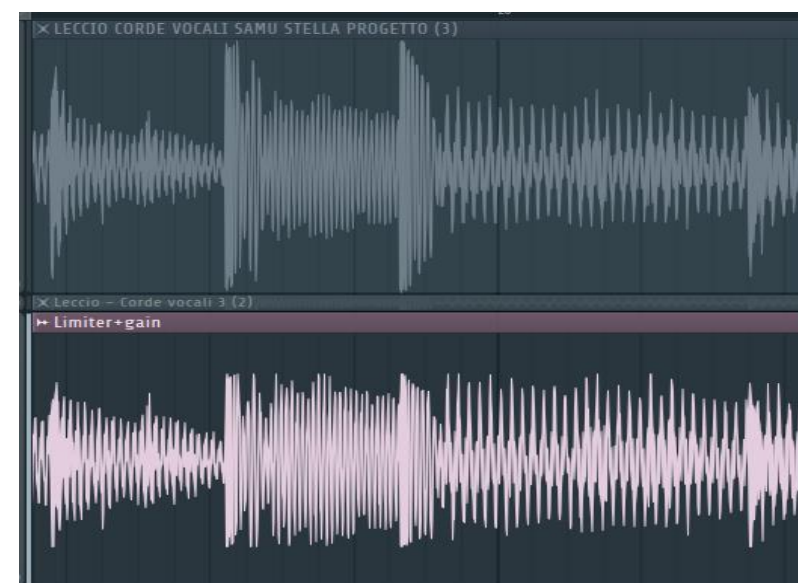 LECCIO CORDE VOCALI SAMU STELLA PROGETTO (3)
Leccio - Corde vocali 3 (2)
Limiter+gain